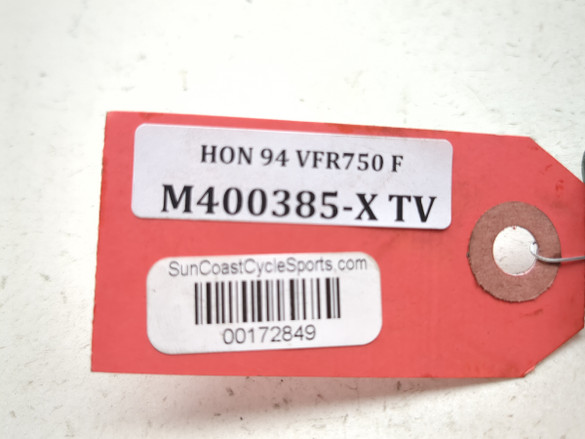 HON 94 VFR750 F
M400385-X TV
SunCoastCycleSports.com
00172849